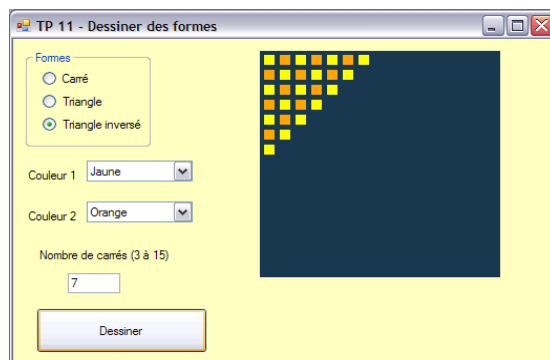 TP 11 - Dessiner des formes
Formes
Carré
Triangle
Triangle inversé
Couleur 1 Jaune
Couleur 2 Orange
Nombre de carrés (3 à 15)
7
Dessiner